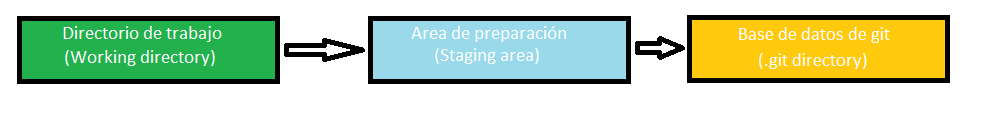 Directorio de trabajo
(Working directory)
Area de preparación
(Staging area)
Base de datos de git
(.git directory)